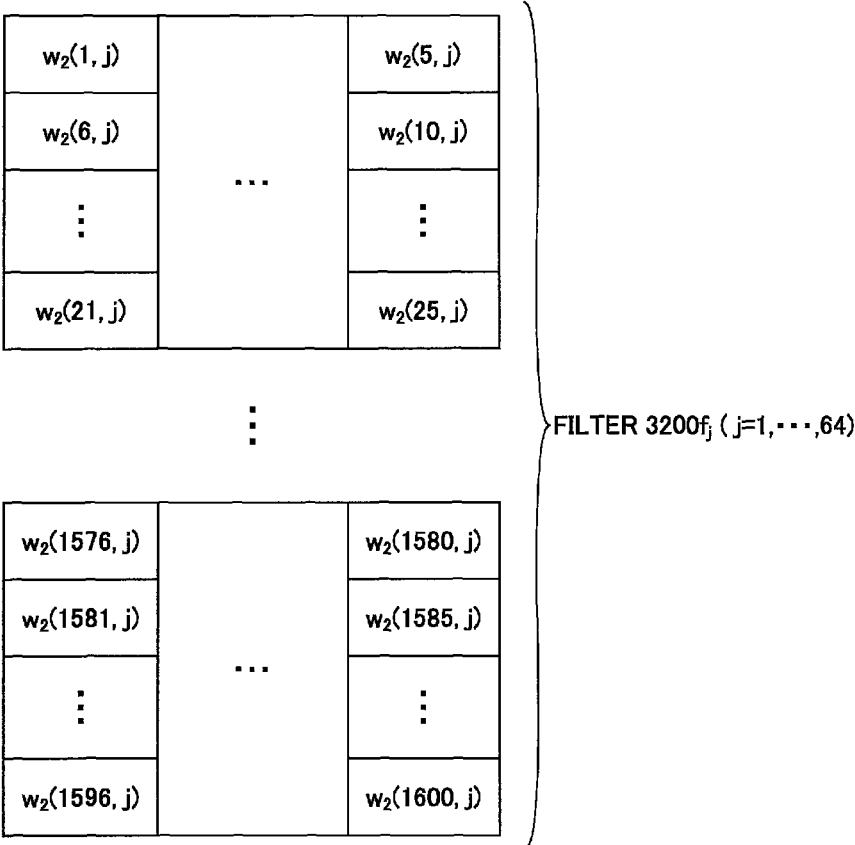 w₂(1, j) w₂(5, j)
w₂(6, j) w₂(10, j)
⋮ ... ⋮
w₂(21, j) w₂(25, j)
⋮
FILTER 3200fⱼ ( j=1,･･･,64)
w₂(1576, j) w₂(1580, j)
w₂(1581, j) w₂(1585, j)
⋮ ... ⋮
w₂(1596, j) w₂(1600, j)